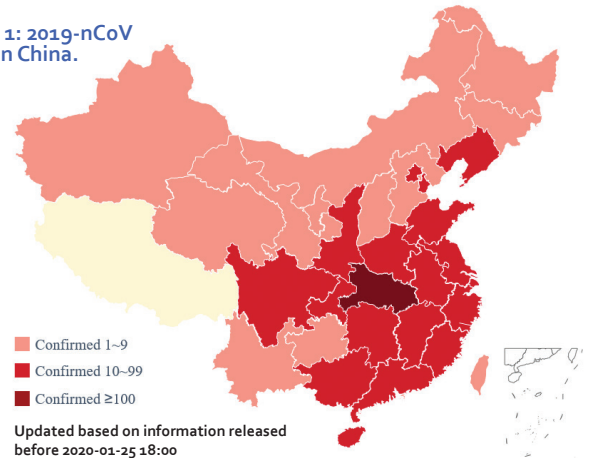 1: 2019-nCoV
n China.
Confirmed 1~9
Confirmed 10~99
Confirmed ≥100
Updated based on information released
before 2020-01-25 18:00